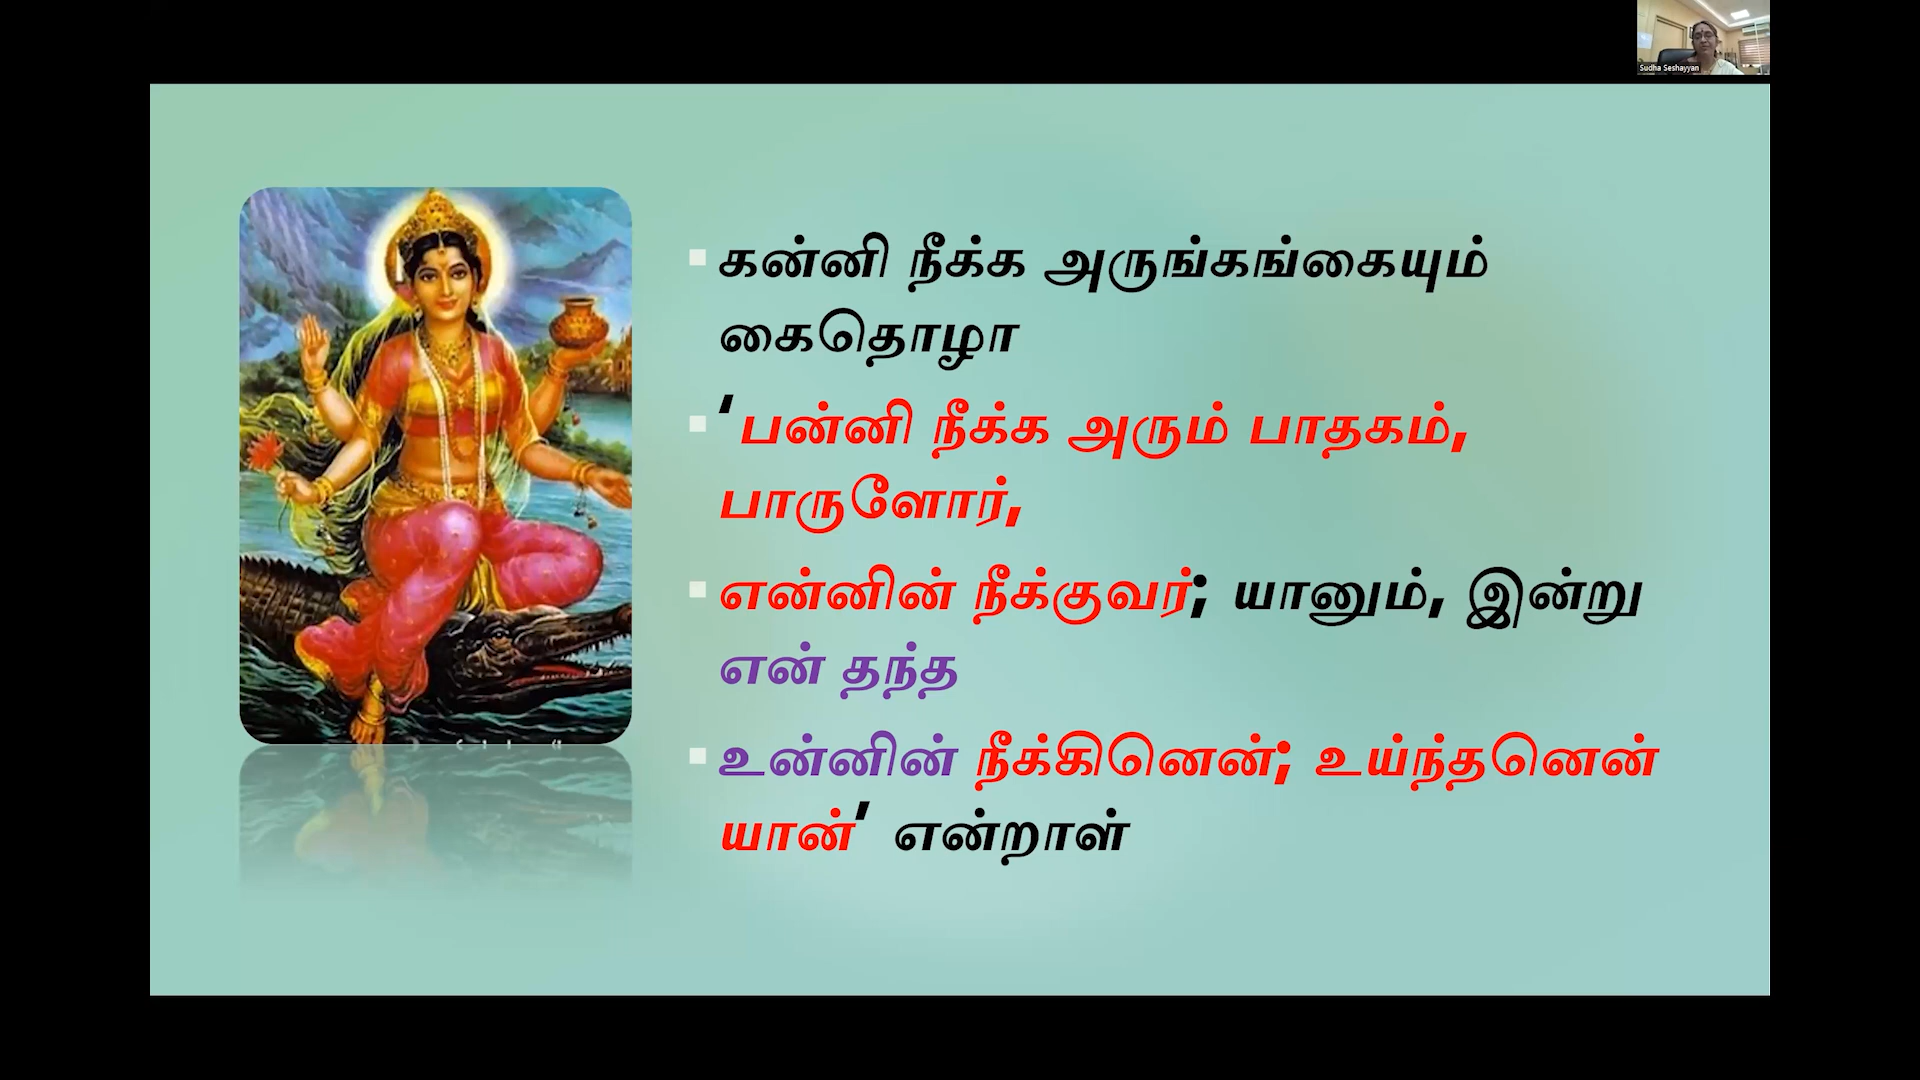 Sudha Seshayyan
கன்னி நீக்க அருங்கங்கையும்
கைதொழா
‘பன்னி நீக்க அரும் பாதகம்,
பாருளோர்,
என்னின் நீக்குவர்; யானும், இன்று
என் தந்த
உன்னின் நீக்கினென்; உய்ந்தனென்
யான்’ என்றாள்